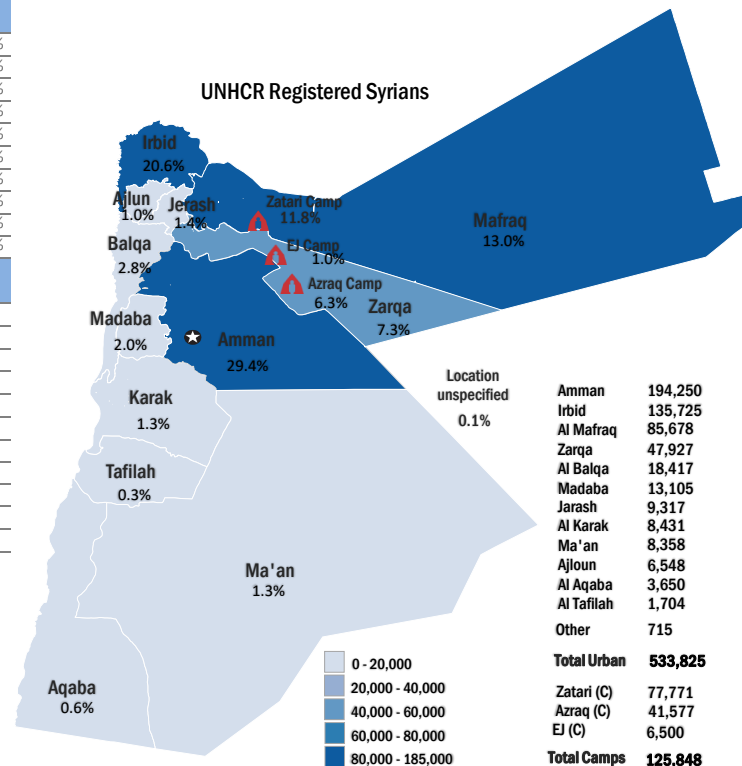 UNHCR Registered Syrians
Irbid
20.6%
Ajlun
1.0%
Jerash
1.4%
Zatari Camp
11.8%
Mafraq
13.0%
Balqa
2.8%
EJ Camp
1.0%
Azraq Camp
6.3%
Zarqa
7.3%
Madaba
2.0%
Amman
29.4%
Location
unspecified
0.1%
Karak
1.3%
Tafilah
0.3%
Ma'an
1.3%
Aqaba
0.6%
0 - 20,000
20,000 - 40,000
40,000 - 60,000
60,000 - 80,000
80,000 - 185,000
Amman 194,250
Irbid 135,725
Al Mafraq 85,678
Zarqa 47,927
Al Balqa 18,417
Madaba 13,105
Jarash 9,317
Al Karak 8,431
Ma'an 8,358
Ajloun 6,548
Al Aqaba 3,650
Al Tafilah 1,704
Other 715
Total Urban 533,825
Zatari (C) 77,771
Azraq (C) 41,577
EJ (C) 6,500
Total Camps 125,848